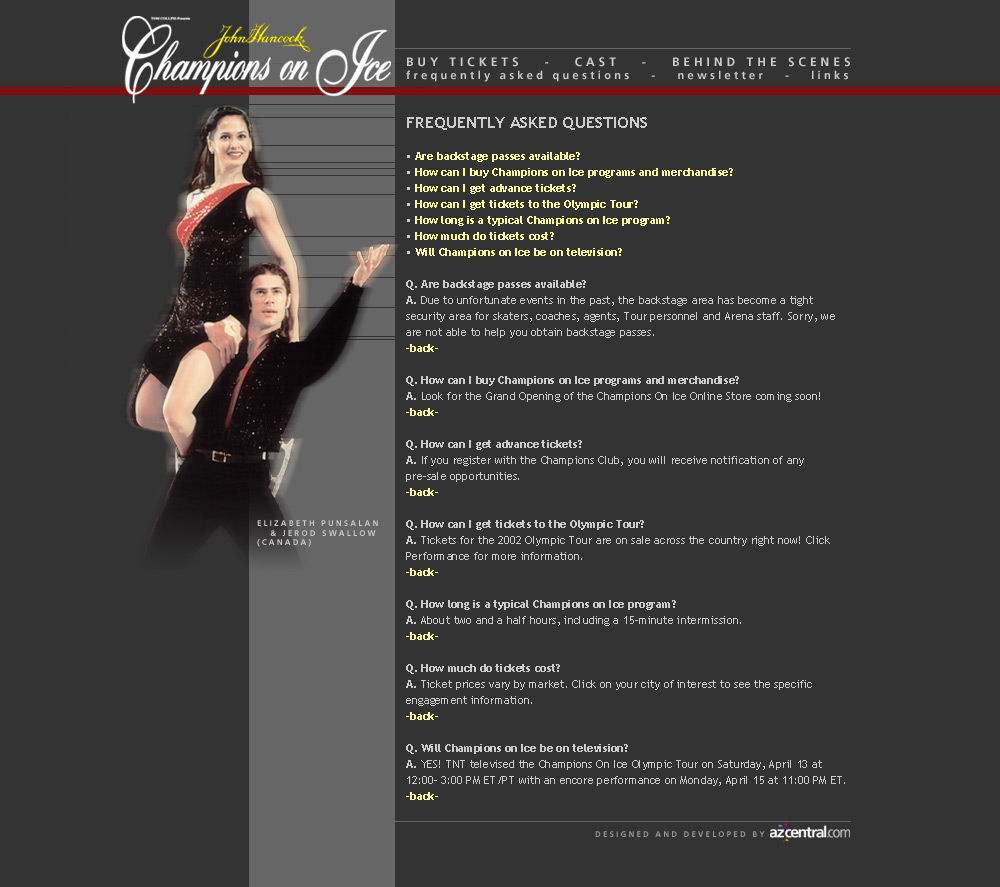 TOM COLLINS Presents
John Hancock
Champions on Ice
BUY TICKETS - CAST - BEHIND THE SCENES
frequently asked questions - newsletter - links
FREQUENTLY ASKED QUESTIONS
▪ Are backstage passes available?
▪ How can I buy Champions on Ice programs and merchandise?
▪ How can I get advance tickets?
▪ How can I get tickets to the Olympic Tour?
▪ How long is a typical Champions on Ice program?
▪ How much do tickets cost?
▪ Will Champions on Ice be on television?
Q. Are backstage passes available?
A. Due to unfortunate events in the past, the backstage area has become a tight
security area for skaters, coaches, agents, Tour personnel and Arena staff. Sorry, we
are not able to help you obtain backstage passes.
-back-
Q. How can I buy Champions on Ice programs and merchandise?
A. Look for the Grand Opening of the Champions On Ice Online Store coming soon!
-back-
Q. How can I get advance tickets?
A. If you register with the Champions Club, you will receive notification of any
pre-sale opportunities.
-back-
Q. How can I get tickets to the Olympic Tour?
A. Tickets for the 2002 Olympic Tour are on sale across the country right now! Click
Performance for more information.
-back-
Q. How long is a typical Champions on Ice program?
A. About two and a half hours, including a 15-minute intermission.
-back-
Q. How much do tickets cost?
A. Ticket prices vary by market. Click on your city of interest to see the specific
engagement information.
-back-
Q. Will Champions on Ice be on television?
A. YES! TNT televised the Champions On Ice Olympic Tour on Saturday, April 13 at
12:00- 3:00 PM ET/PT with an encore performance on Monday, April 15 at 11:00 PM ET.
-back-
ELIZABETH PUNSALAN
& JEROD SWALLOW
(CANADA)
DESIGNED AND DEVELOPED BY azcentral.com